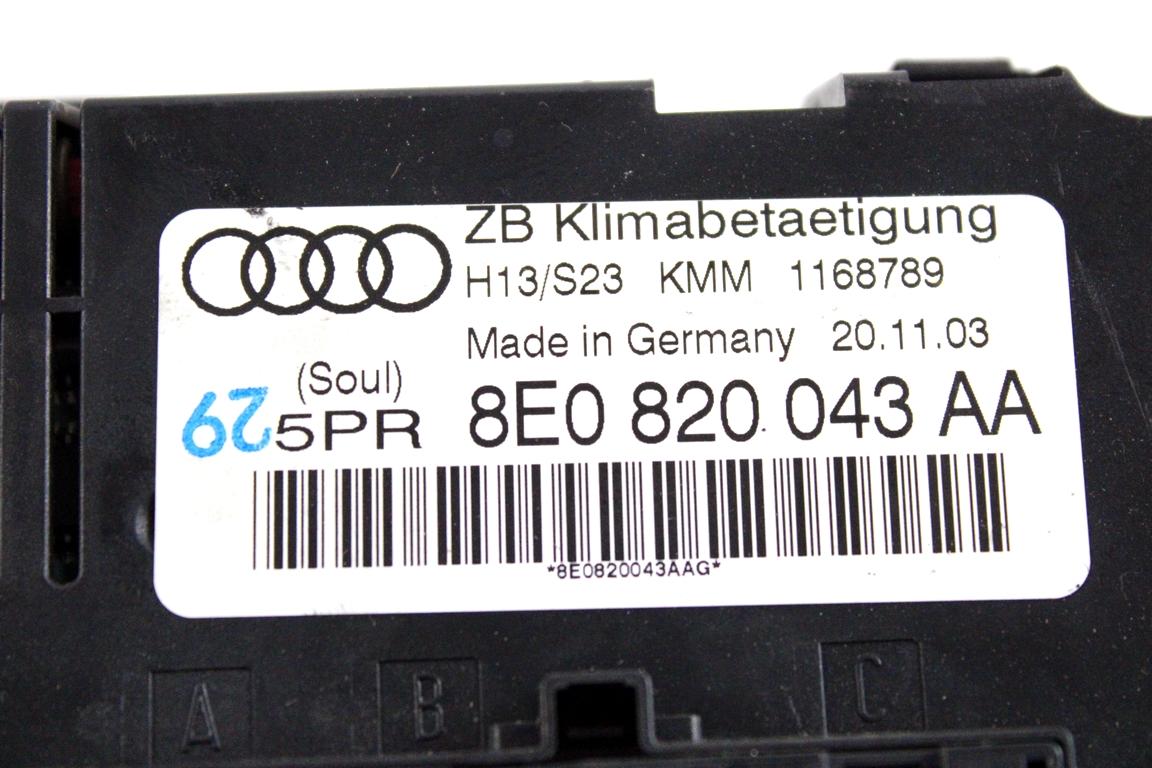 ZB Klimabetaetigung
H13/S23 KMM 1168789
Made in Germany 20.11.03
(Soul)
29
5PR 8E0 820 043 AA
*8E0820043AAG*
A B C